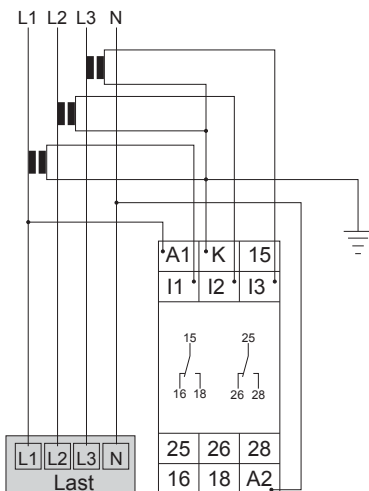 L1 L2 L3 N
A1 K 15
I1 I2 I3
15 25
16 18 26 28
25 26 28
16 18 A2
L1 L2 L3 N
Last